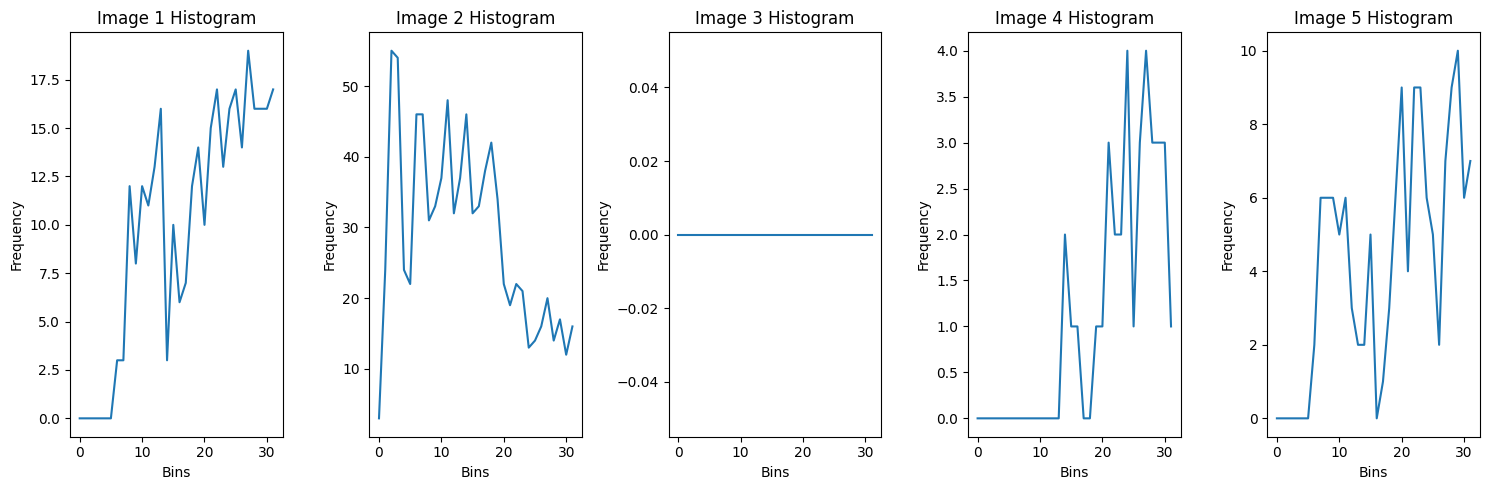 Image 1 Histogram
Image 2 Histogram
Image 3 Histogram
Image 4 Histogram
Image 5 Histogram
Frequency
17.5
15.0
12.5
10.0
7.5
5.0
2.5
0.0
0 10 20 30
Bins
Frequency
50
40
30
20
10
0 10 20 30
Bins
Frequency
0.04
0.02
0.00
−0.02
−0.04
0 10 20 30
Bins
Frequency
4.0
3.5
3.0
2.5
2.0
1.5
1.0
0.5
0.0
0 10 20 30
Bins
Frequency
10
8
6
4
2
0
0 10 20 30
Bins